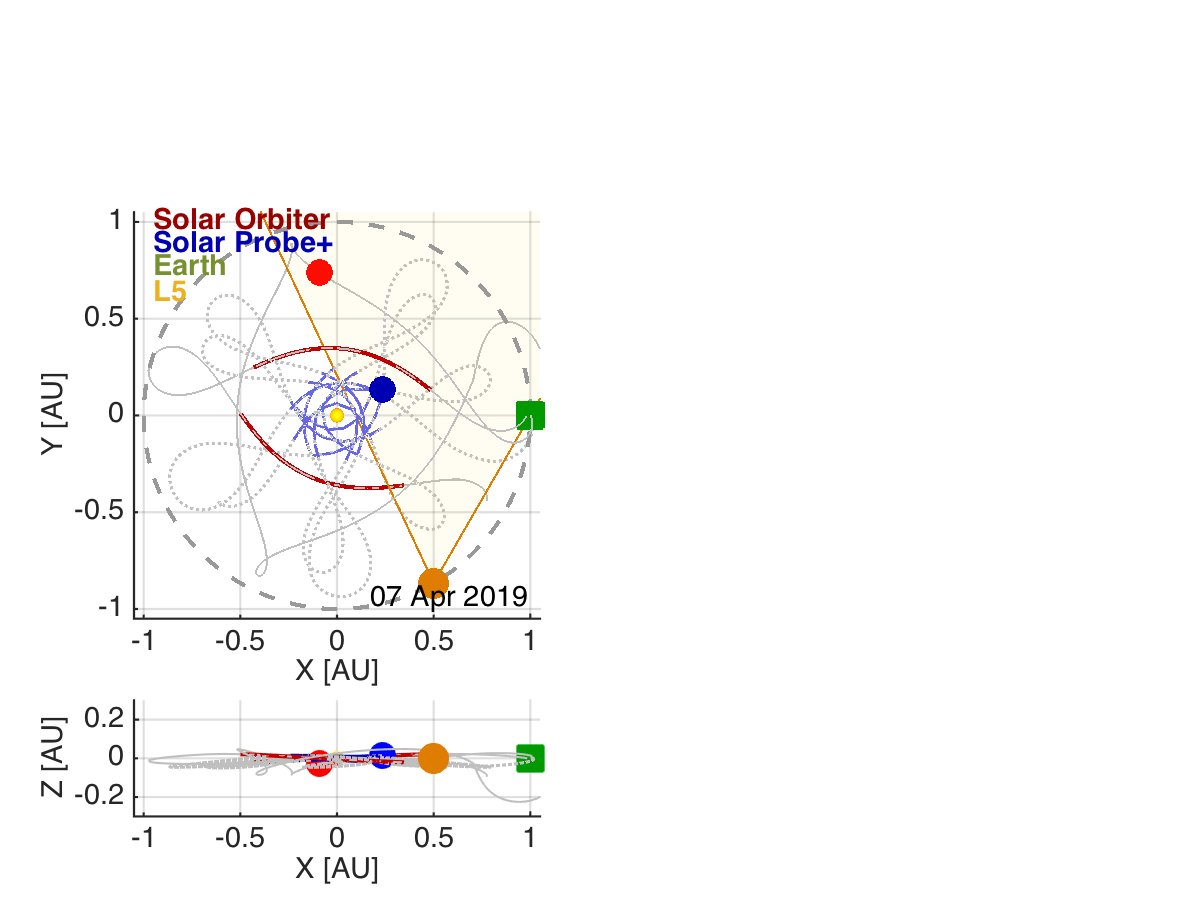 Solar Orbiter
Solar Probe+
Earth
L5
1
0.5
0
-0.5
-1
Y [AU]
07 Apr 2019
-1 -0.5 0 0.5 1
X [AU]
0.2
0
-0.2
Z [AU]
-1 -0.5 0 0.5 1
X [AU]